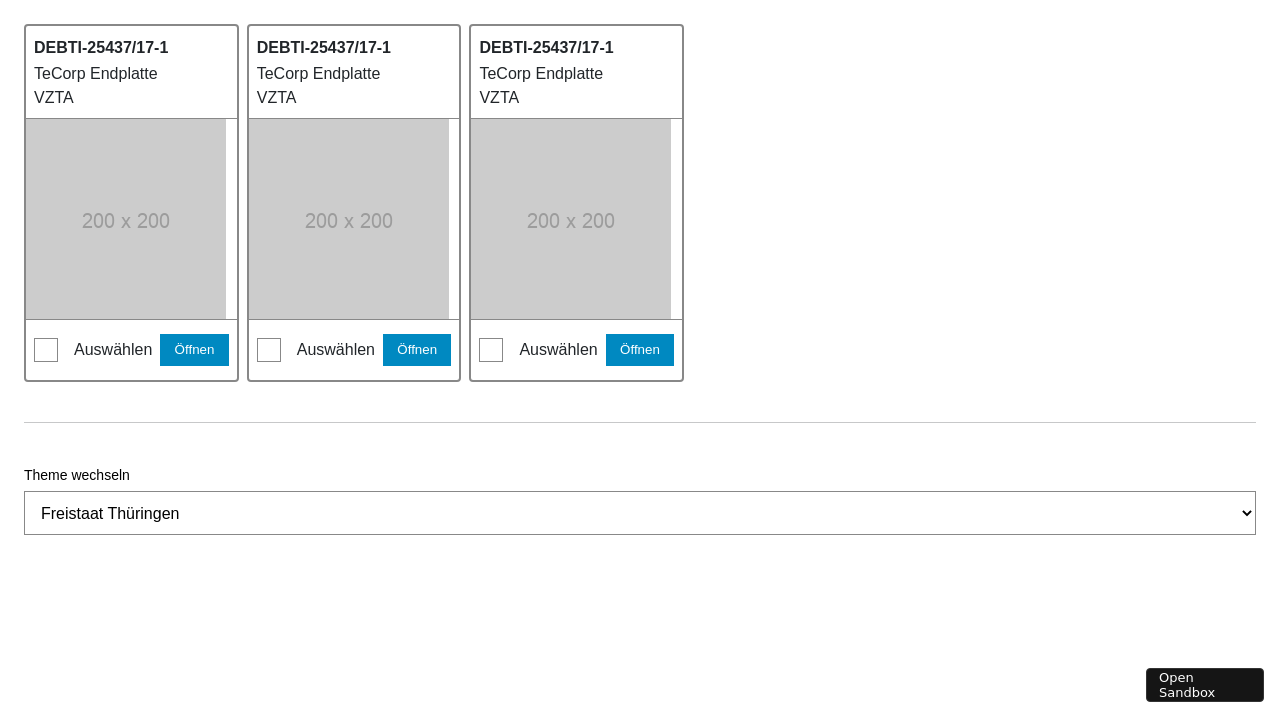 DEBTI-25437/17-1
TeCorp Endplatte
VZTA
200 x 200
Auswählen
Öffnen
DEBTI-25437/17-1
TeCorp Endplatte
VZTA
200 x 200
Auswählen
Öffnen
DEBTI-25437/17-1
TeCorp Endplatte
VZTA
200 x 200
Auswählen
Öffnen
Theme wechseln
Freistaat Thüringen
Open
Sandbox